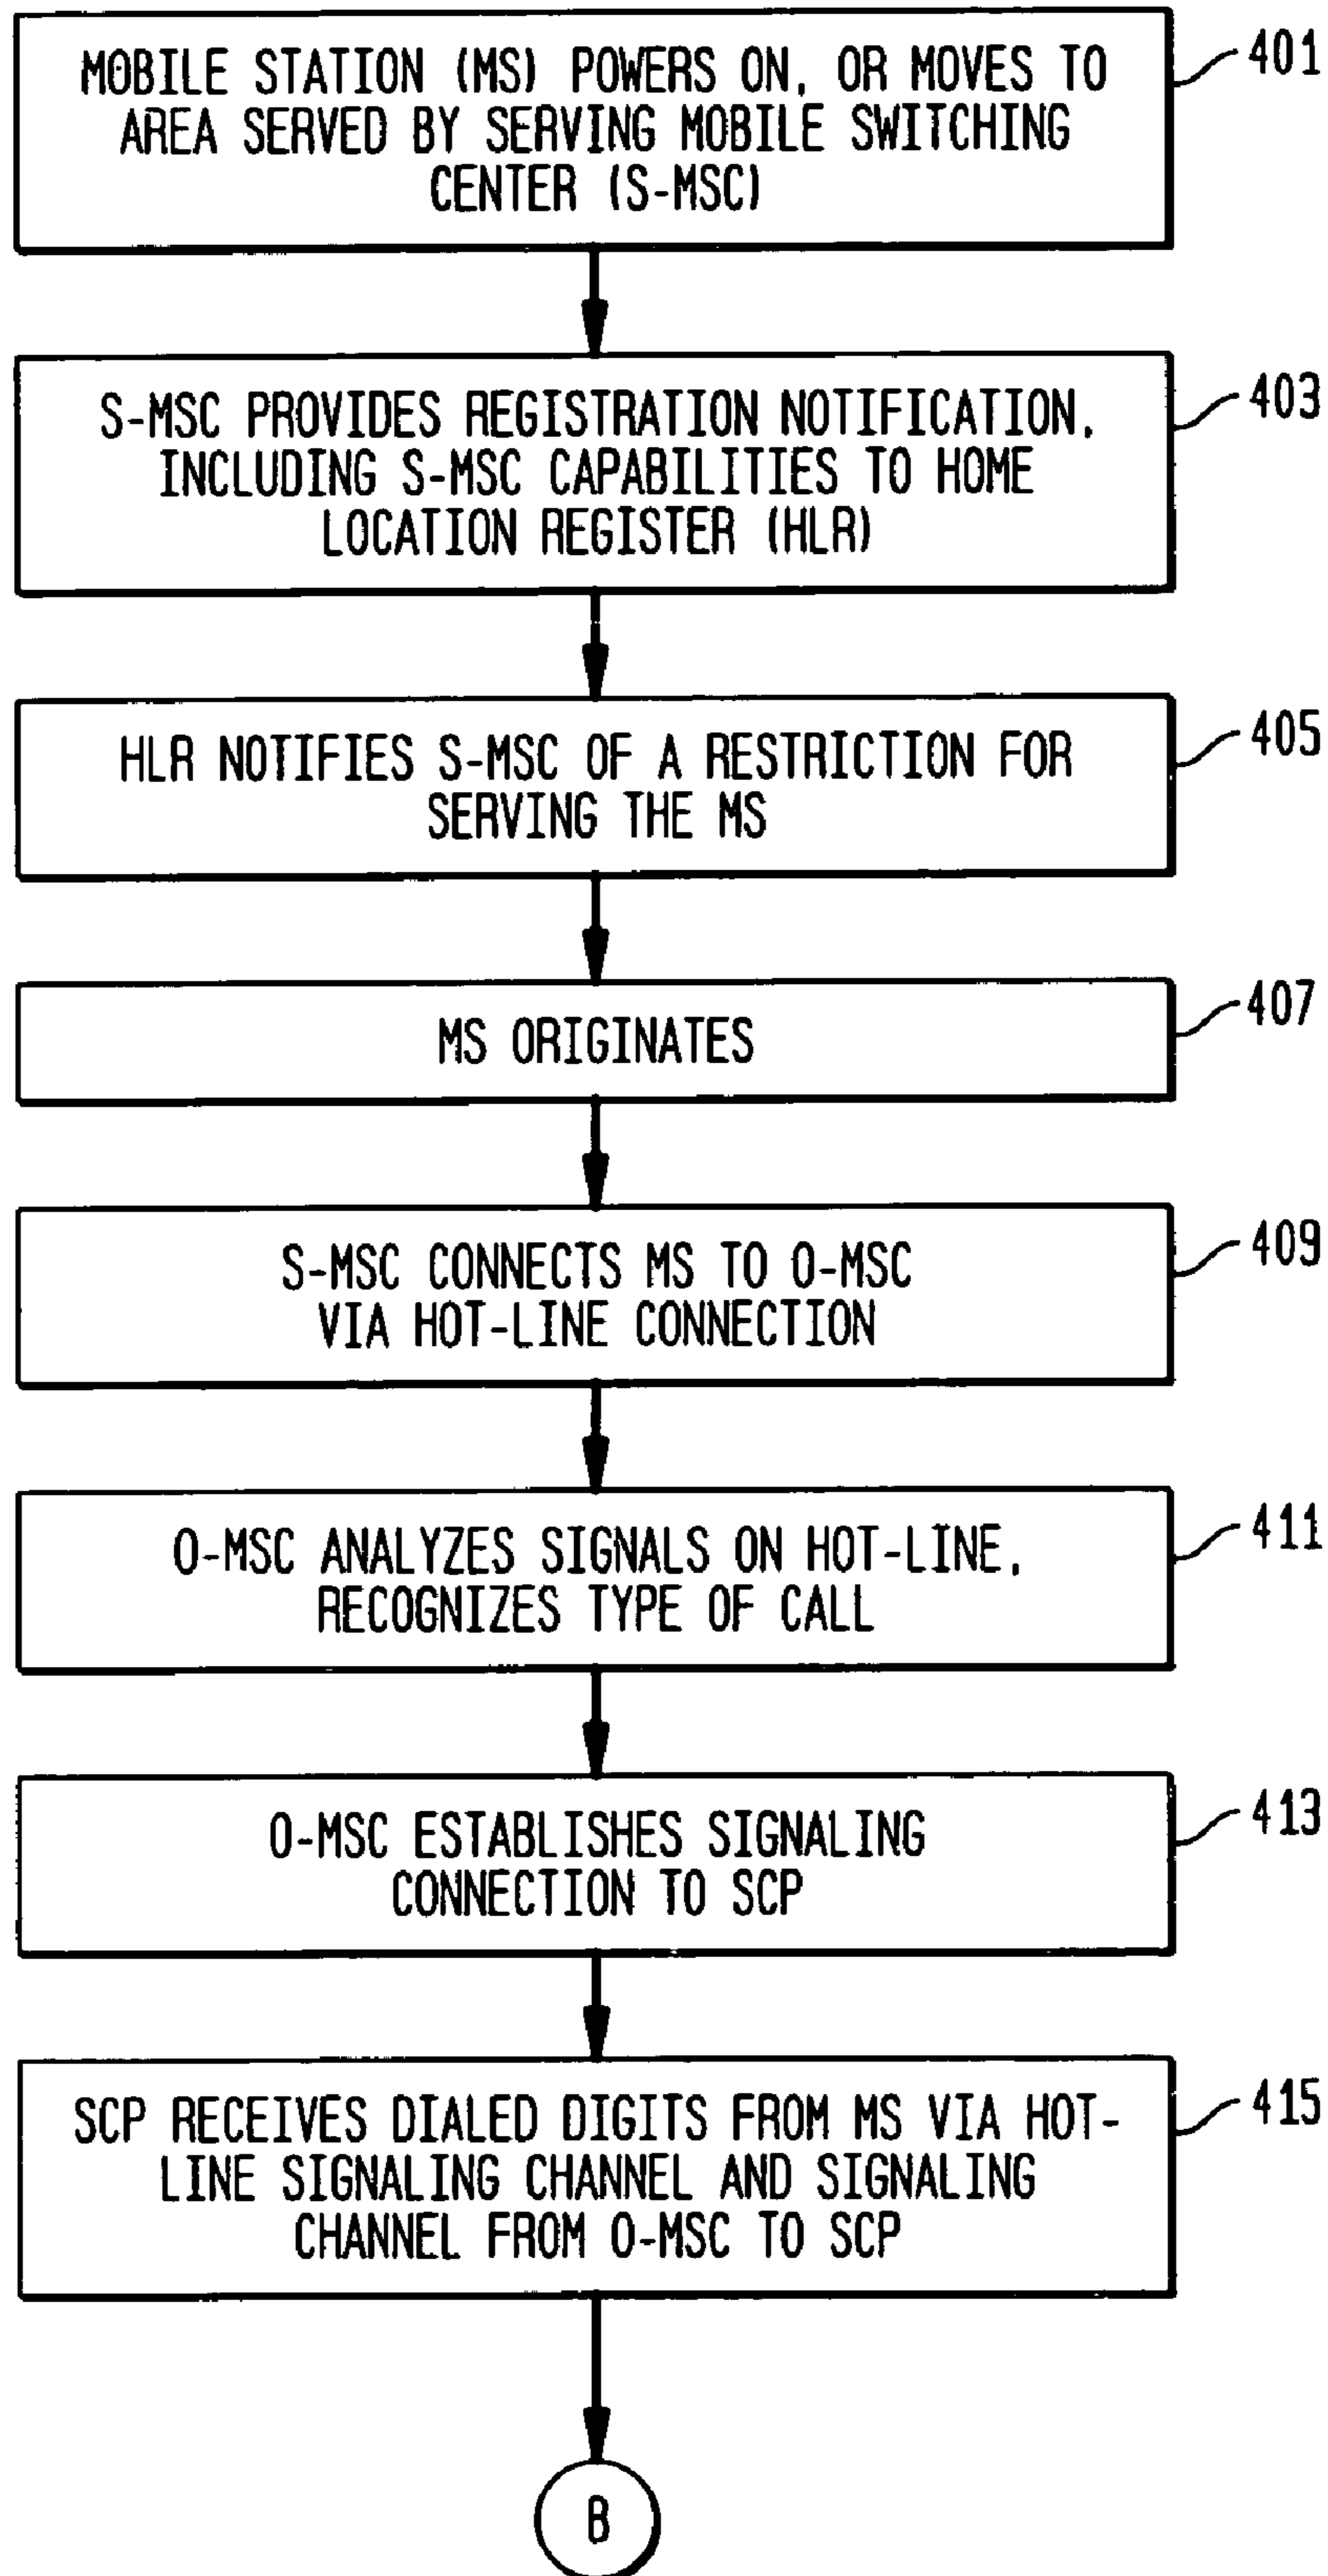 MOBILE STATION (MS) POWERS ON, OR MOVES TO
AREA SERVED BY SERVING MOBILE SWITCHING
CENTER (S-MSC)
401
S-MSC PROVIDES REGISTRATION NOTIFICATION,
INCLUDING S-MSC CAPABILITIES TO HOME
LOCATION REGISTER (HLR)
403
HLR NOTIFIES S-MSC OF A RESTRICTION FOR
SERVING THE MS
405
MS ORIGINATES
407
S-MSC CONNECTS MS TO O-MSC
VIA HOT-LINE CONNECTION
409
O-MSC ANALYZES SIGNALS ON HOT-LINE,
RECOGNIZES TYPE OF CALL
411
O-MSC ESTABLISHES SIGNALING
CONNECTION TO SCP
413
SCP RECEIVES DIALED DIGITS FROM MS VIA HOT-
LINE SIGNALING CHANNEL AND SIGNALING
CHANNEL FROM O-MSC TO SCP
415
B